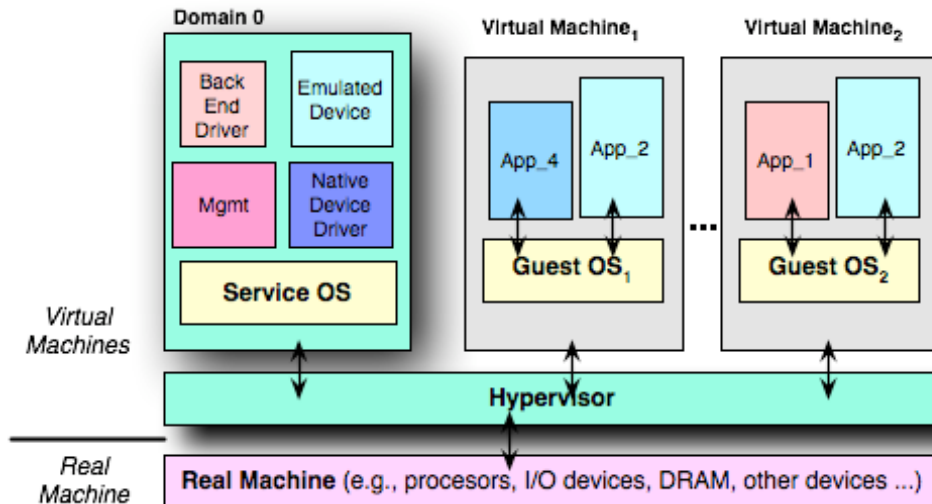 Domain 0
Virtual Machine1
Virtual Machine2
Back
End
Driver
Emulated
Device
Mgmt
Native
Device
Driver
Service OS
App_4
App_2
Guest OS1
...
App_1
App_2
Guest OS2
Virtual
Machines
Hypervisor
Real
Machine
Real Machine (e.g., procesors, I/O devices, DRAM, other devices ...)